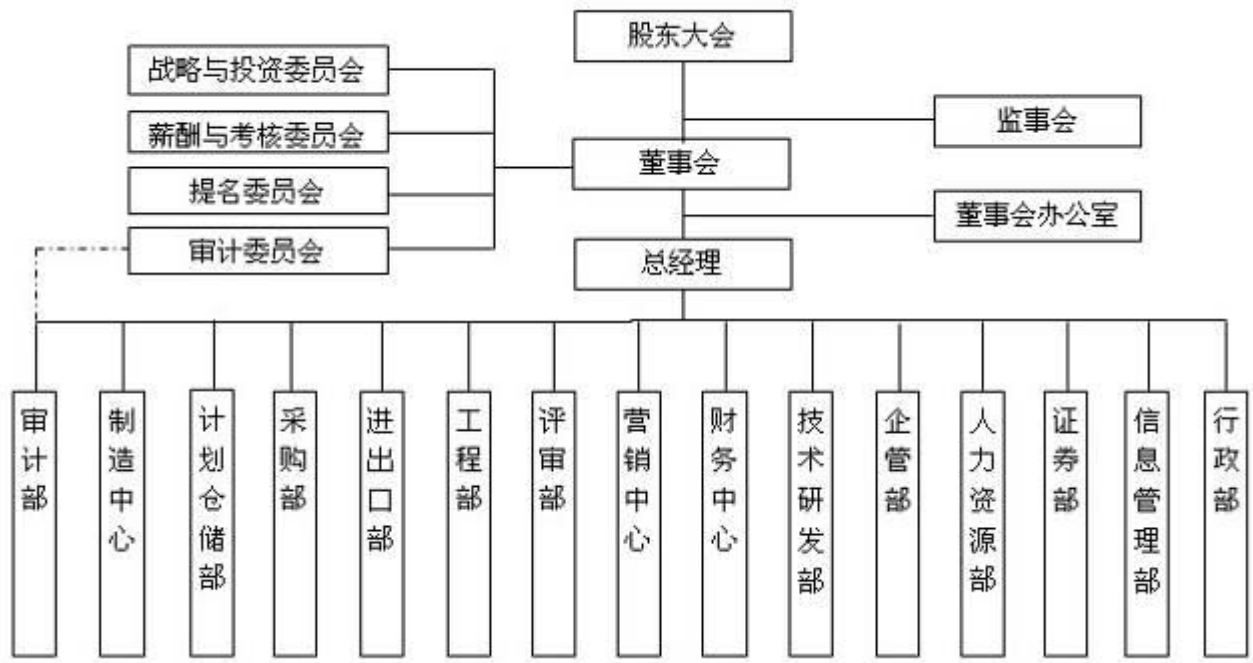 股东大会
战略与投资委员会
薪酬与考核委员会
监事会
董事会
提名委员会
董事会办公室
审计委员会
总经理
审计部
制造中心
计划仓储部
采购部
进出口部
工程部
评审部
营销中心
财务中心
技术研发部
企管部
人力资源部
证券部
信息管理部
行政部